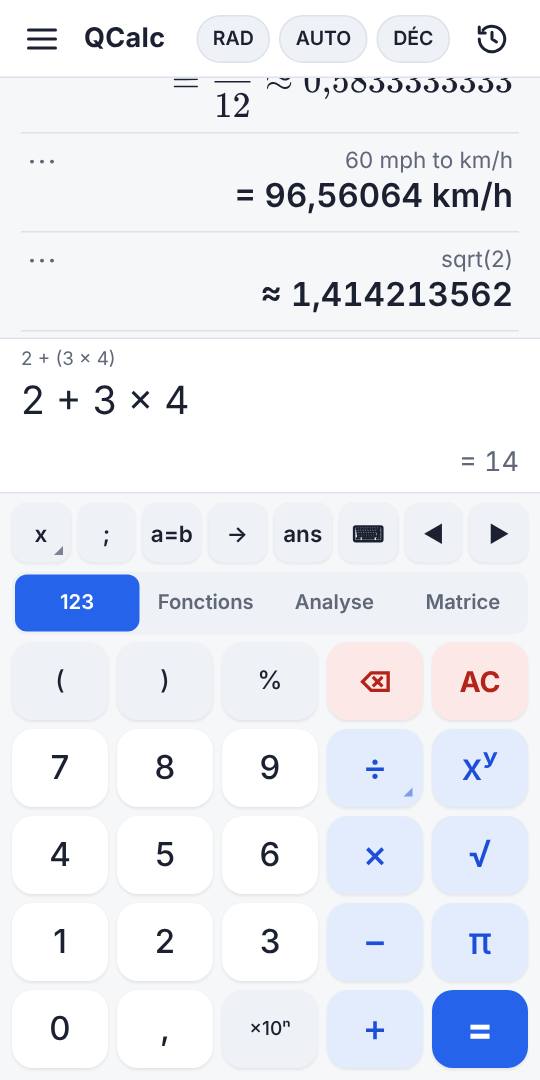 QCalc RAD AUTO DÉC
= 12 ≈ 0,5833333333
60 mph to km/h
= 96,56064 km/h
sqrt(2)
≈ 1,414213562
2 + (3 × 4)
2 + 3 × 4
= 14
x ; a=b → ans ⌨ ◀ ▶
123 Fonctions Analyse Matrice
( ) % ⌫ AC
7 8 9 ÷ xʸ
4 5 6 × √
1 2 3 − π
0 , ×10ⁿ + =